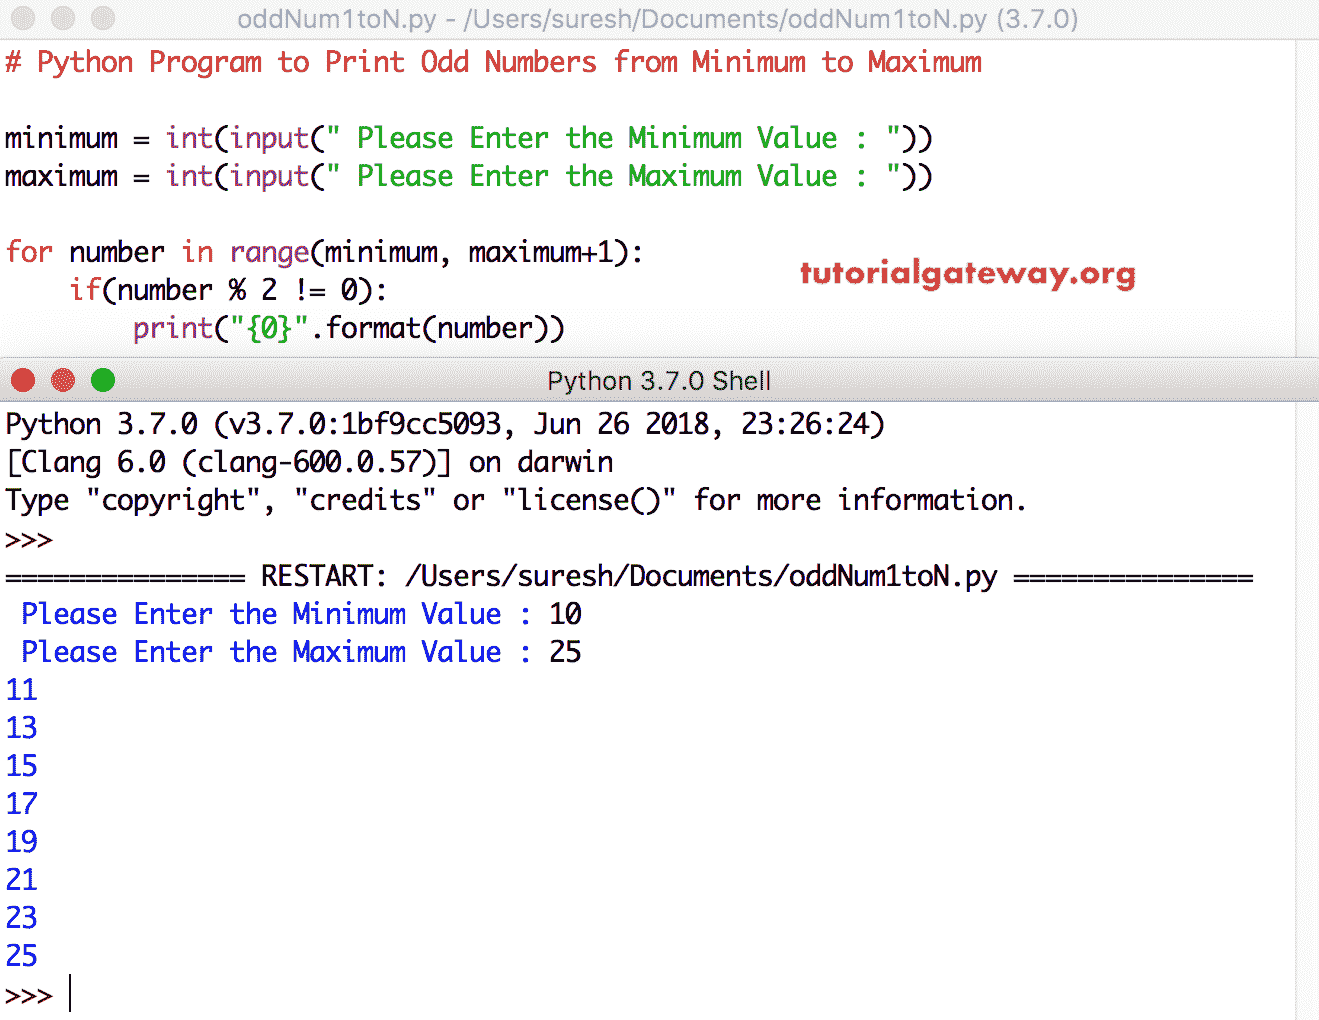 oddNum1toN.py - /Users/suresh/Documents/oddNum1toN.py (3.7.0)
# Python Program to Print Odd Numbers from Minimum to Maximum
minimum = int(input(" Please Enter the Minimum Value : "))
maximum = int(input(" Please Enter the Maximum Value : "))
for number in range(minimum, maximum+1):
    if(number % 2 != 0):
        print("{0}".format(number))
tutorialgateway.org
Python 3.7.0 Shell
Python 3.7.0 (v3.7.0:1bf9cc5093, Jun 26 2018, 23:26:24)
[Clang 6.0 (clang-600.0.57)] on darwin
Type "copyright", "credits" or "license()" for more information.
>>>
=============== RESTART: /Users/suresh/Documents/oddNum1toN.py ===============
 Please Enter the Minimum Value : 10
 Please Enter the Maximum Value : 25
11
13
15
17
19
21
23
25
>>>